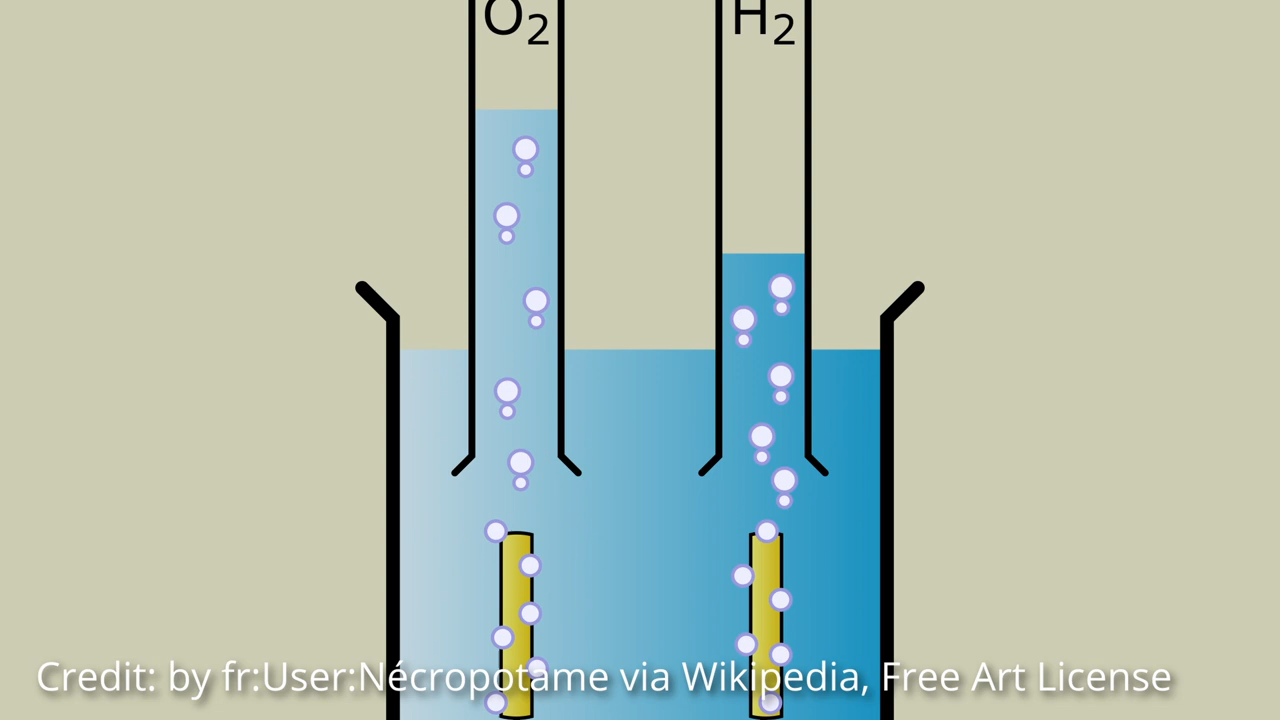 O₂ H₂
Credit: by fr:User:Nécropotame via Wikipedia, Free Art License